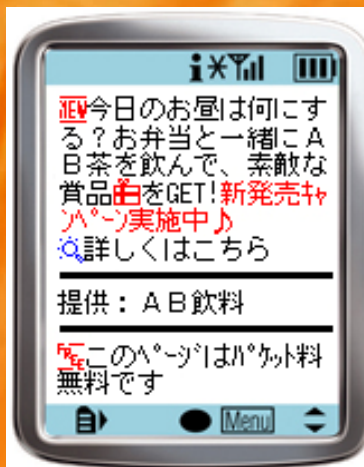 NEW今日のお昼は何にす
る？お弁当と一緒にＡ
Ｂ茶を飲んで、素敵な
賞品をGET!新発売ｷｬ
ﾝﾍﾟｰﾝ実施中♪
詳しくはこちら
提供：ＡＢ飲料
FREEこのﾍﾟｰｼﾞはﾊﾟｹｯﾄ料
無料です
Menu